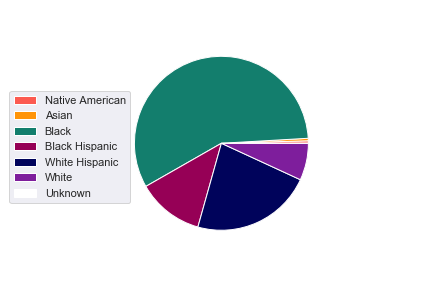 Native American
Asian
Black
Black Hispanic
White Hispanic
White
Unknown